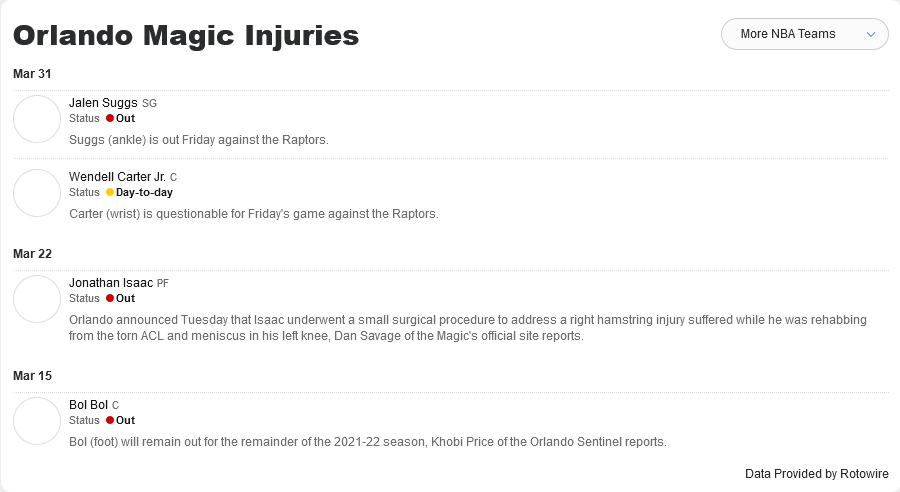 Orlando Magic Injuries
More NBA Teams
Mar 31
Jalen Suggs SG
Status Out
Suggs (ankle) is out Friday against the Raptors.
Wendell Carter Jr. C
Status Day-to-day
Carter (wrist) is questionable for Friday's game against the Raptors.
Mar 22
Jonathan Isaac PF
Status Out
Orlando announced Tuesday that Isaac underwent a small surgical procedure to address a right hamstring injury suffered while he was rehabbing
from the torn ACL and meniscus in his left knee, Dan Savage of the Magic's official site reports.
Mar 15
Bol Bol C
Status Out
Bol (foot) will remain out for the remainder of the 2021-22 season, Khobi Price of the Orlando Sentinel reports.
Data Provided by Rotowire